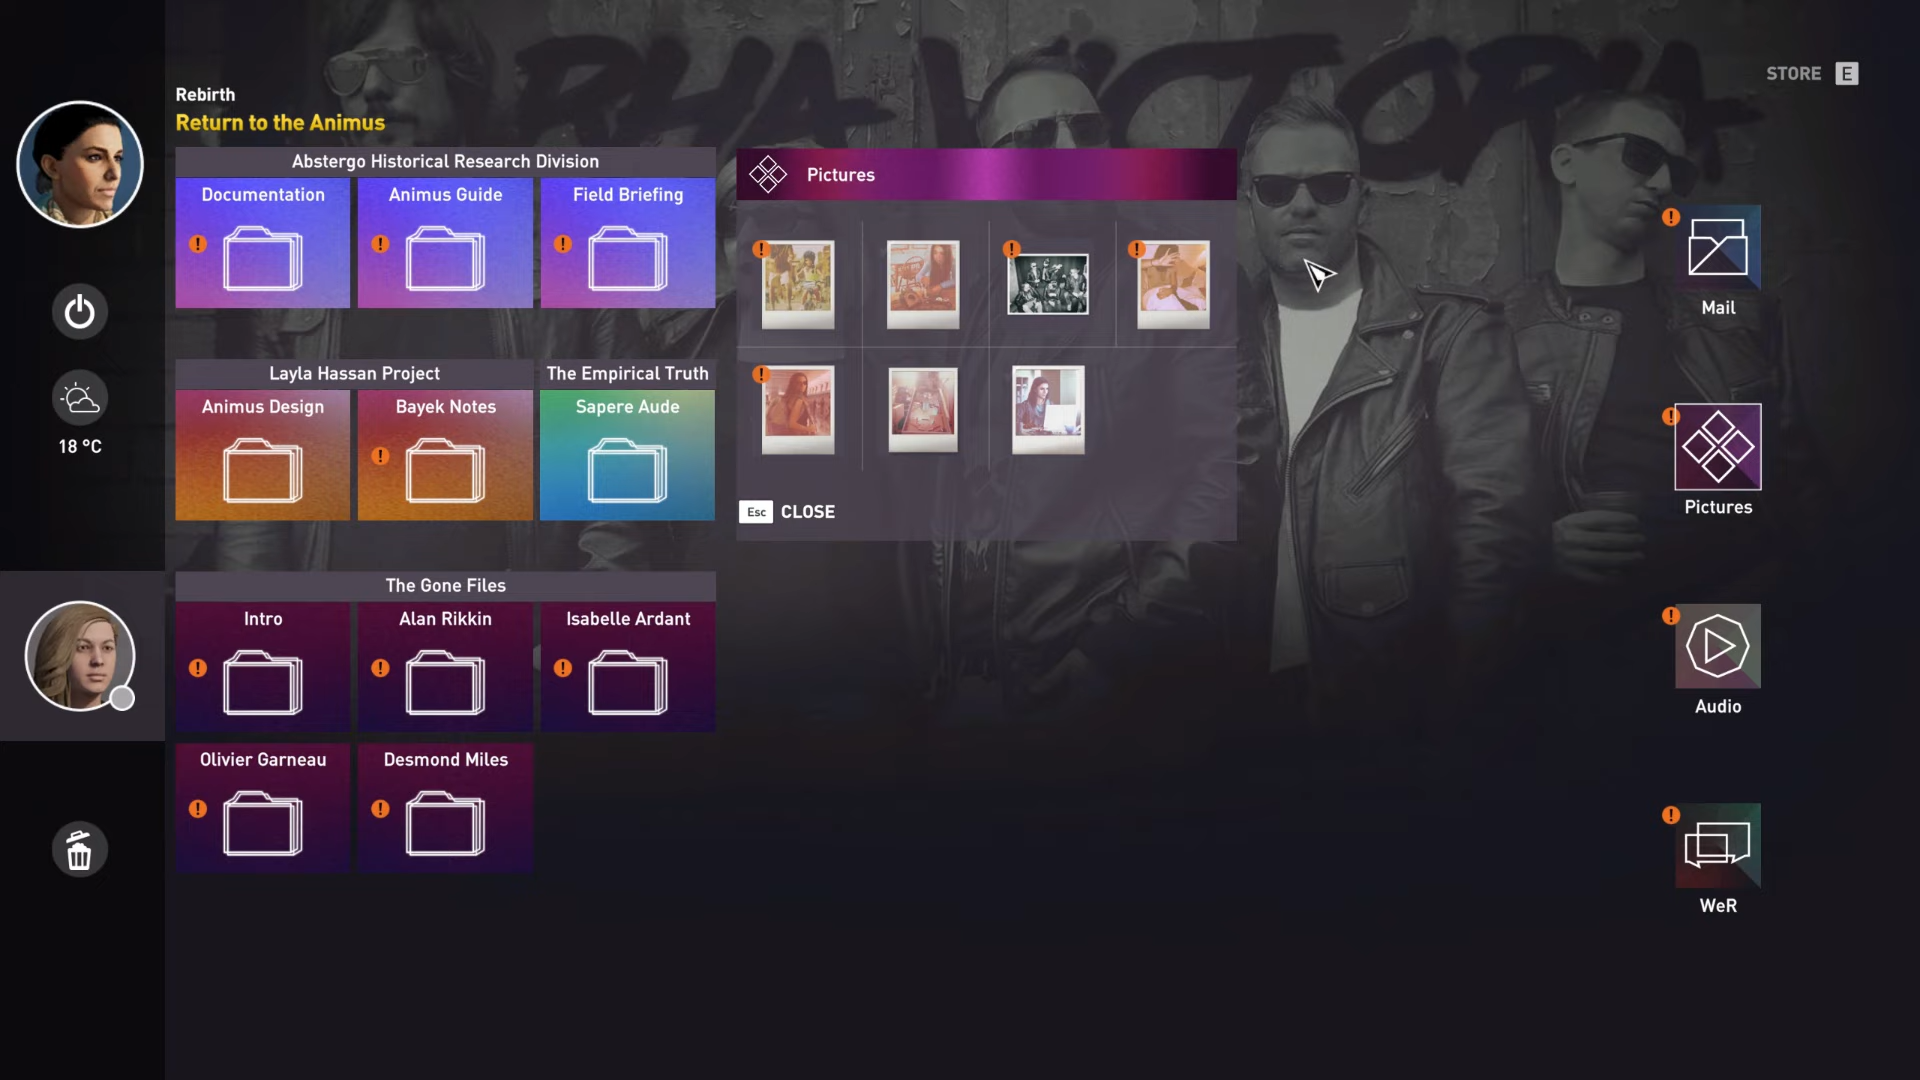 STORE E
Rebirth
Return to the Animus
Abstergo Historical Research Division
Documentation
Animus Guide
Field Briefing
Layla Hassan Project
The Empirical Truth
Animus Design
Bayek Notes
Sapere Aude
The Gone Files
Intro
Alan Rikkin
Isabelle Ardant
Olivier Garneau
Desmond Miles
18 °C
Pictures
Esc CLOSE
Mail
Pictures
Audio
WeR